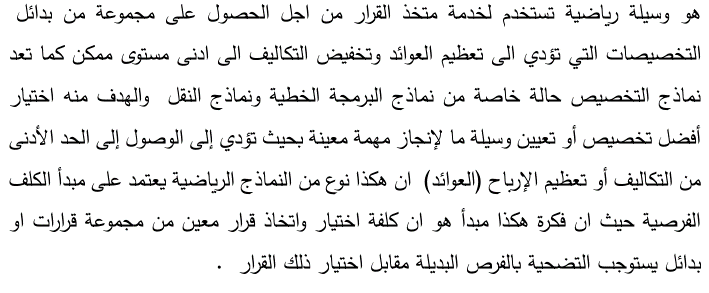 هو وسيلة رياضية تستخدم لخدمة متخذ القرار من اجل الحصول على مجموعة من بدائل
التخصيصات التي تؤدي الى تعظيم العوائد وتخفيض التكاليف الى ادنى مستوى ممكن كما تعد
نماذج التخصيص حالة خاصة من نماذج البرمجة الخطية ونماذج النقل والهدف منه اختيار
أفضل تخصيص أو تعيين وسيلة ما لإنجاز مهمة معينة بحيث تؤدي إلى الوصول إلى الحد الأدنى
من التكاليف أو تعظيم الإرباح (العوائد) ان هكذا نوع من النماذج الرياضية يعتمد على مبدأ الكلف
الفرصية حيث ان فكرة هكذا مبدأ هو ان كلفة اختيار واتخاذ قرار معين من مجموعة قرارات او
بدائل يستوجب التضحية بالفرص البديلة مقابل اختيار ذلك القرار .